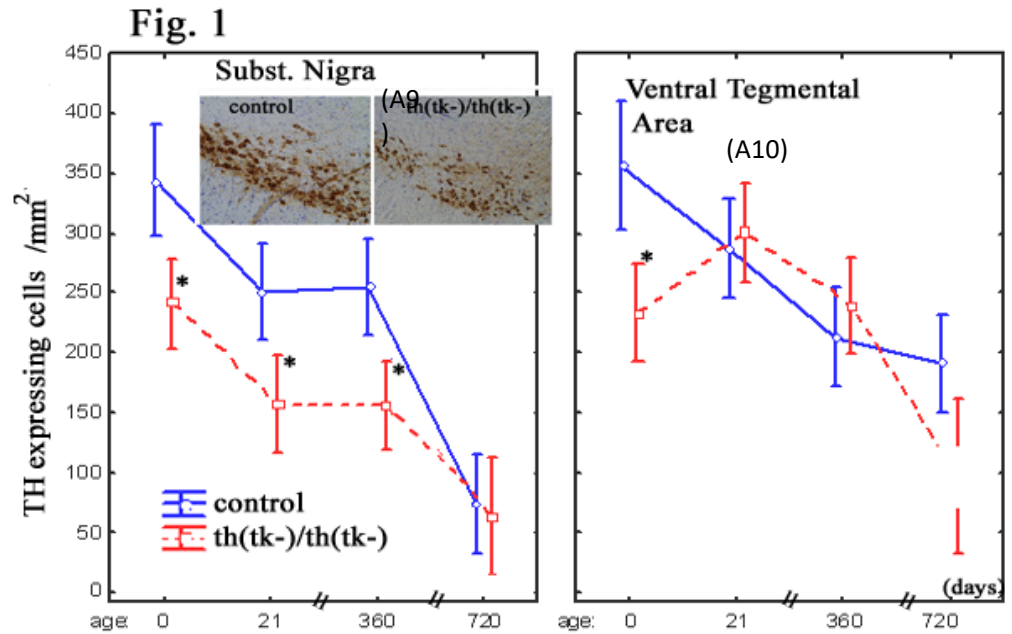 Fig. 1
Subst. Nigra
(A9
)
control
th(tk-)/th(tk-)
Ventral Tegmental
Area
(A10)
TH expressing cells /mm2
450
400
350
300
250
200
150
100
50
0
*
*
*
*
control
th(tk-)/th(tk-)
(days)
age: 0 21 360 720
age: 0 21 360 720